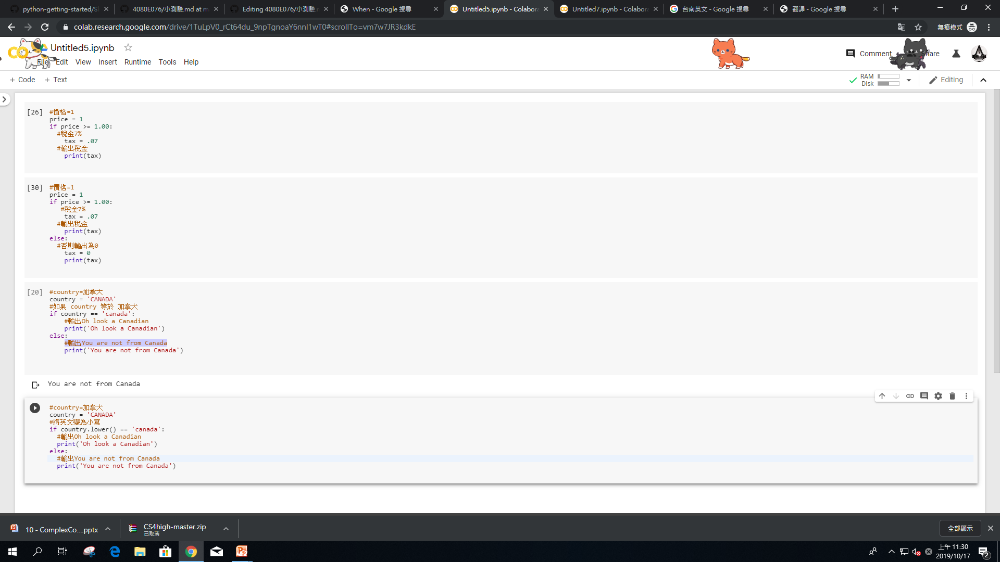 python-getting-started/Sl
4080E076/小測驗.md at m
Editing 4080E076/小測驗.m
When - Google 搜尋
Untitled5.ipynb - Colabora
Untitled7.ipynb - Colabora
台南英文 - Google 搜尋
翻譯 - Google 搜尋
colab.research.google.com/drive/1TuLpV0_rCt64du_9npTgnoaY6nnI1wT0#scrollTo=vm7w7JR3kdkE
無痕模式
Untitled5.ipynb
File Edit View Insert Runtime Tools Help
Comment
Share
+ Code + Text
RAM
Disk
Editing
[26]
#價格=1
price = 1
if price >= 1.00:
#稅金7%
tax = .07
#輸出稅金
print(tax)
[30]
#價格=1
price = 1
if price >= 1.00:
#稅金7%
tax = .07
#輸出稅金
print(tax)
else:
#否則輸出為0
tax = 0
print(tax)
[20]
#country=加拿大
country = 'CANADA'
#如果 country 等於 加拿大
if country == 'canada':
#輸出Oh look a Canadian
print('Oh look a Canadian')
else:
#輸出You are not from Canada
print('You are not from Canada')
You are not from Canada
#country=加拿大
country = 'CANADA'
#將英文變為小寫
if country.lower() == 'canada':
#輸出Oh look a Canadian
print('Oh look a Canadian')
else:
#輸出You are not from Canada
print('You are not from Canada')
10 - ComplexCo....pptx
CS4high-master.zip
已取消
全部顯示
上午 11:30
2019/10/17
2